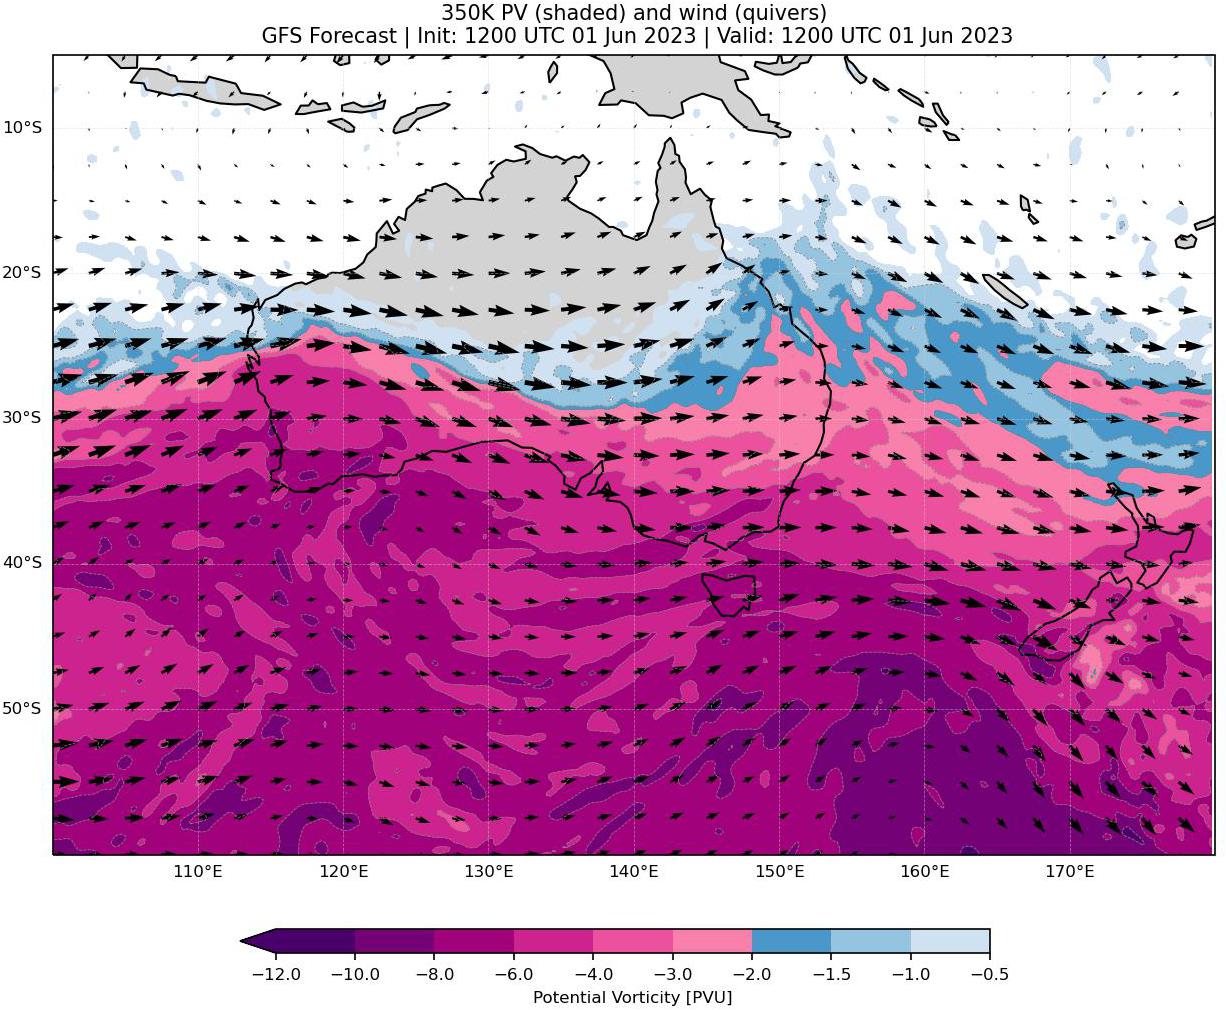 350K PV (shaded) and wind (quivers)
GFS Forecast | Init: 1200 UTC 01 Jun 2023 | Valid: 1200 UTC 01 Jun 2023
10°S
20°S
30°S
40°S
50°S
110°E 120°E 130°E 140°E 150°E 160°E 170°E
−12.0 −10.0 −8.0 −6.0 −4.0 −3.0 −2.0 −1.5 −1.0 −0.5
Potential Vorticity [PVU]